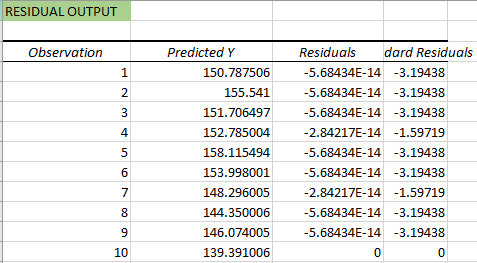 RESIDUAL OUTPUT
Observation Predicted Y Residuals dard Residuals
1 150.787506 -5.68434E-14 -3.19438
2 155.541 -5.68434E-14 -3.19438
3 151.706497 -5.68434E-14 -3.19438
4 152.785004 -2.84217E-14 -1.59719
5 158.115494 -5.68434E-14 -3.19438
6 153.998001 -5.68434E-14 -3.19438
7 148.296005 -2.84217E-14 -1.59719
8 144.350006 -5.68434E-14 -3.19438
9 146.074005 -5.68434E-14 -3.19438
10 139.391006 0 0